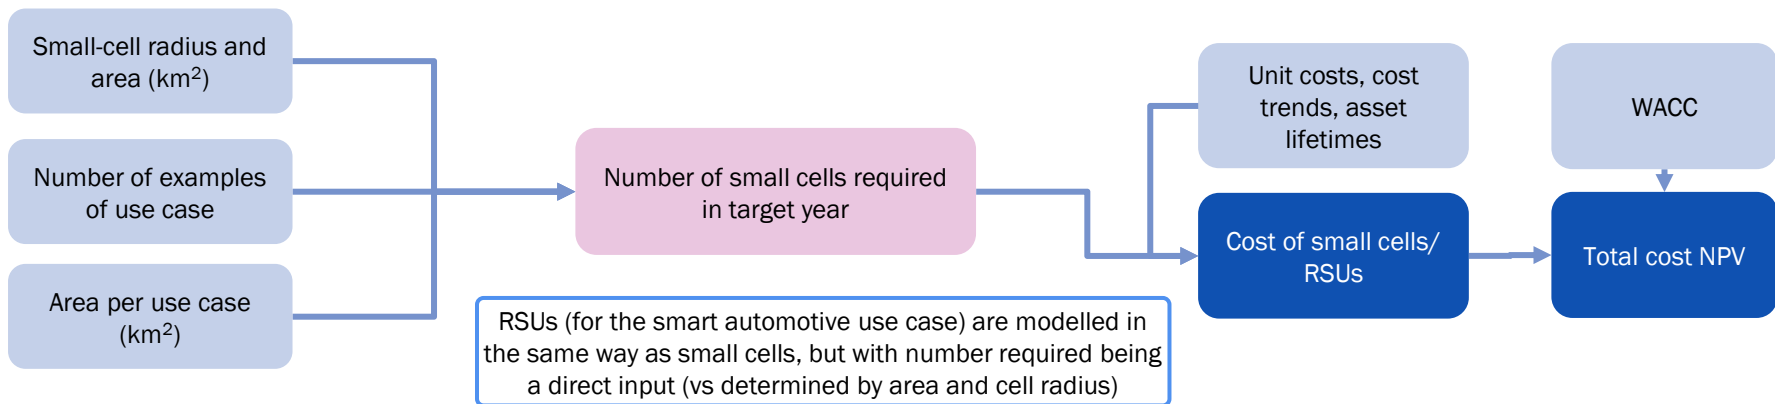 Small-cell radius and
area (km²)
Number of examples
of use case
Area per use case
(km²)
Number of small cells required
in target year
RSUs (for the smart automotive use case) are modelled in
the same way as small cells, but with number required being
a direct input (vs determined by area and cell radius)
Unit costs, cost
trends, asset
lifetimes
Cost of small cells/
RSUs
WACC
Total cost NPV